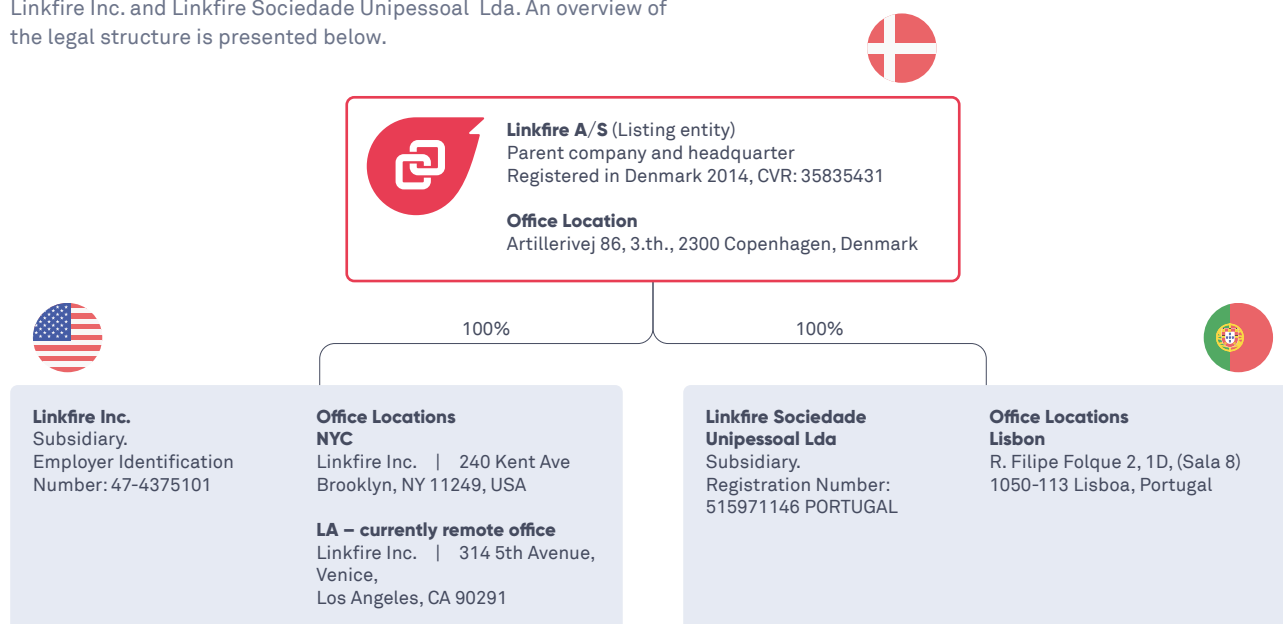 Linkfire Inc. and Linkfire Sociedade Unipessoal Lda. An overview of
the legal structure is presented below.
Linkfire A/S (Listing entity)
Parent company and headquarter
Registered in Denmark 2014, CVR: 35835431
Office Location
Artillerivej 86, 3.th., 2300 Copenhagen, Denmark
100%
100%
Linkfire Inc.
Subsidiary.
Employer Identification
Number: 47-4375101
Office Locations
NYC
Linkfire Inc. | 240 Kent Ave
Brooklyn, NY 11249, USA
LA – currently remote office
Linkfire Inc. | 314 5th Avenue,
Venice,
Los Angeles, CA 90291
Linkfire Sociedade
Unipessoal Lda
Subsidiary.
Registration Number:
515971146 PORTUGAL
Office Locations
Lisbon
R. Filipe Folque 2, 1D, (Sala 8)
1050-113 Lisboa, Portugal